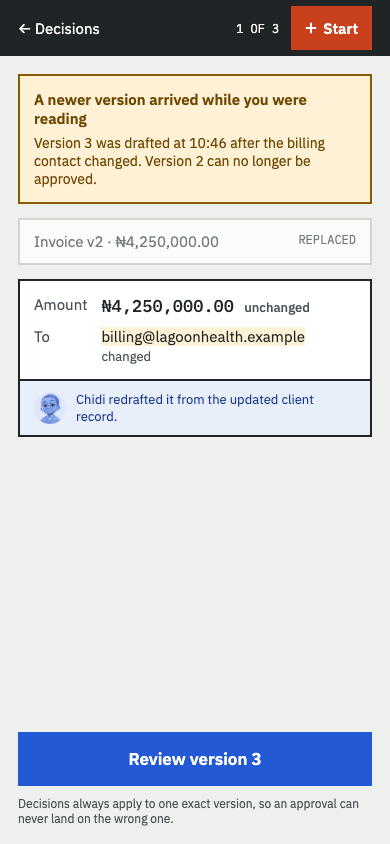 ← Decisions
1 OF 3
+ Start
A newer version arrived while you were
reading
Version 3 was drafted at 10:46 after the billing
contact changed. Version 2 can no longer be
approved.
Invoice v2 · ₦4,250,000.00
REPLACED
Amount ₦4,250,000.00 unchanged
To billing@lagoonhealth.example
changed
Chidi redrafted it from the updated client
record.
Review version 3
Decisions always apply to one exact version, so an approval can
never land on the wrong one.